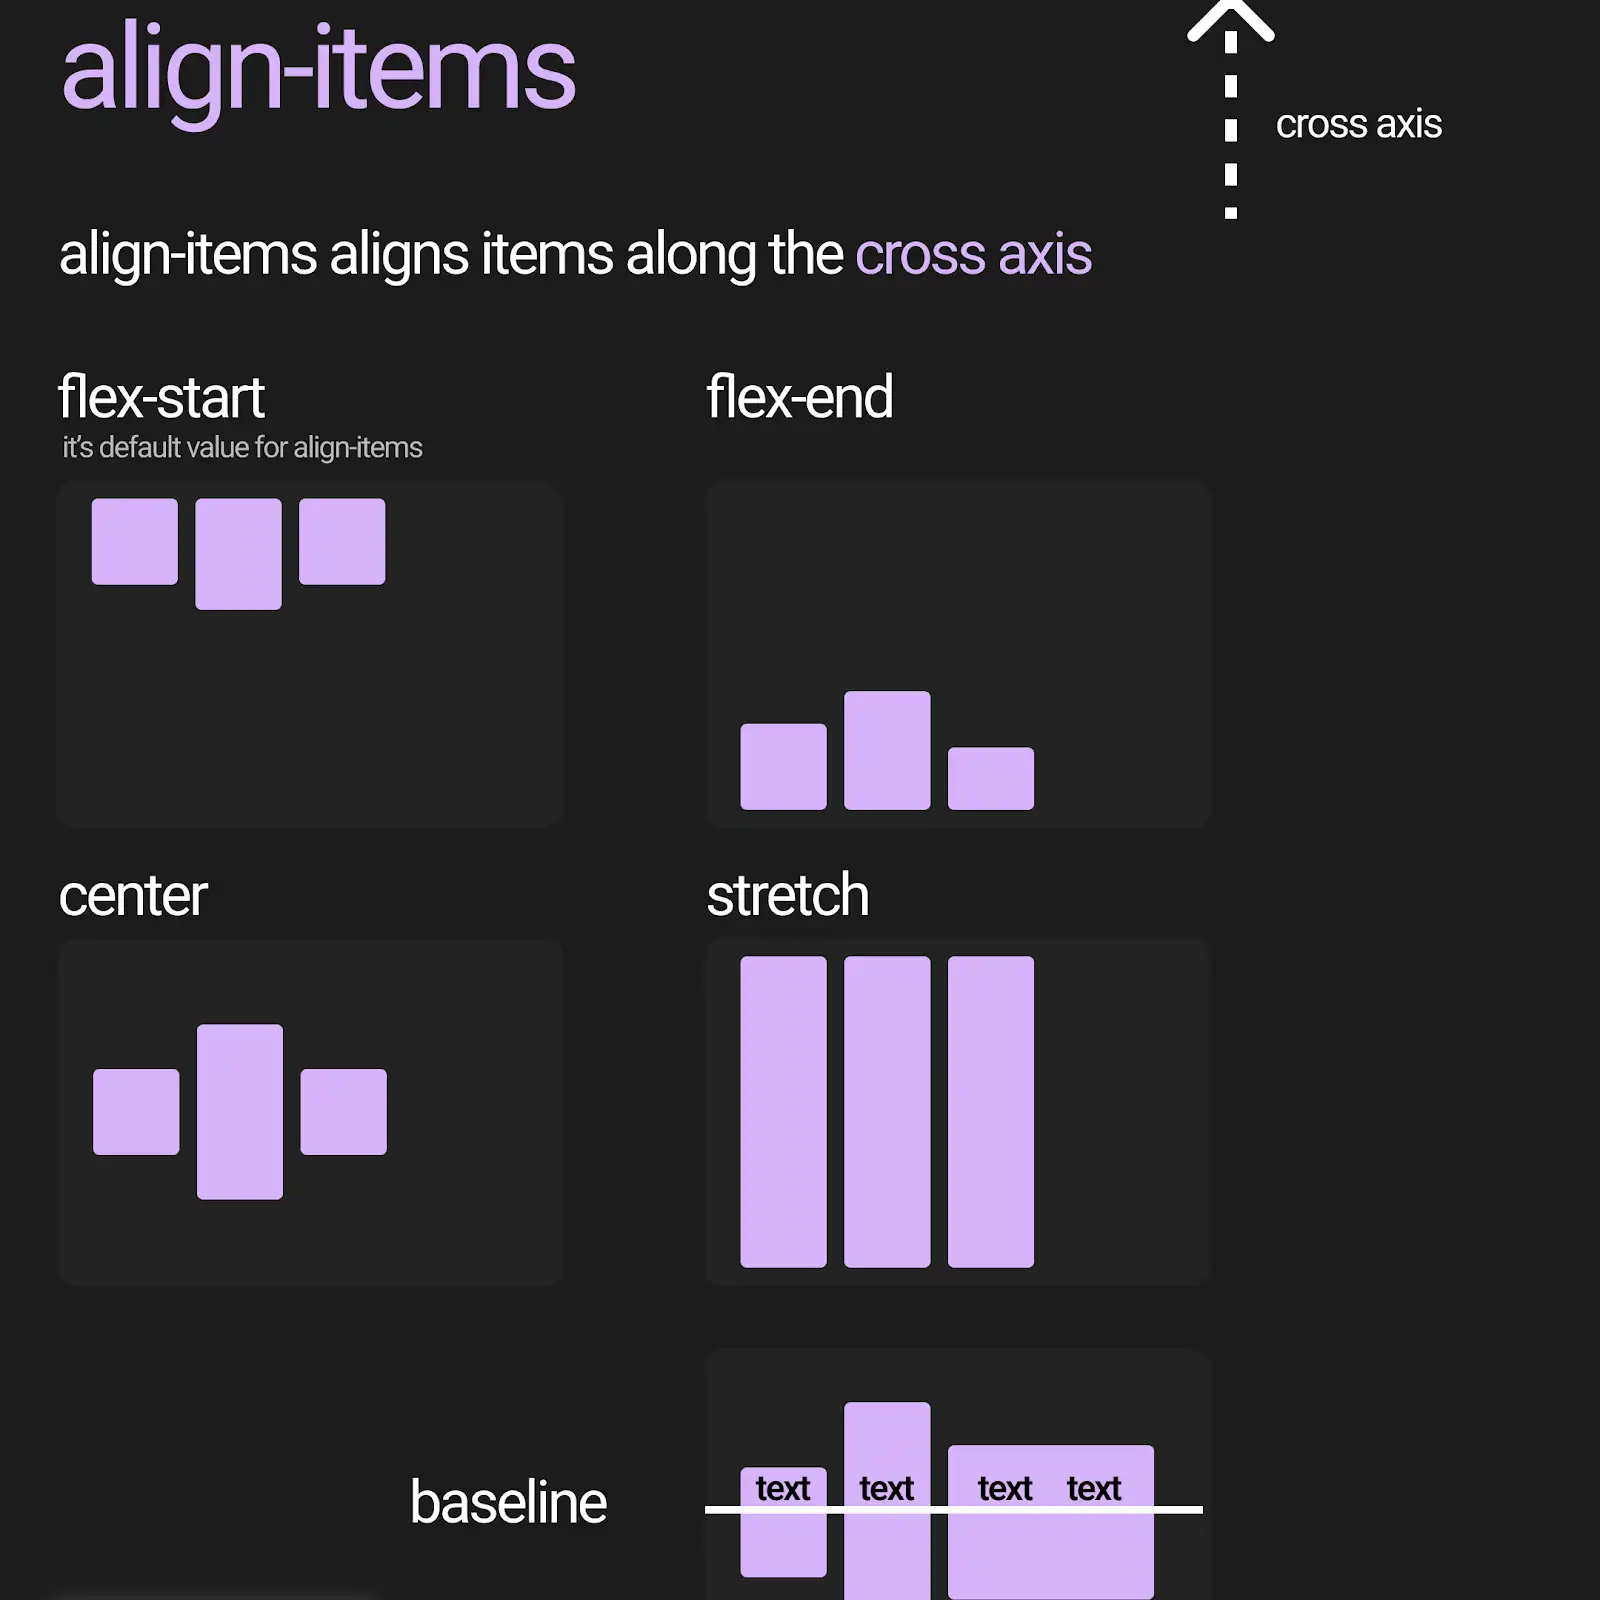 align-items
cross axis
align-items aligns items along the cross axis
flex-start
flex-end
it's default value for align-items
center
stretch
baseline
text text text text